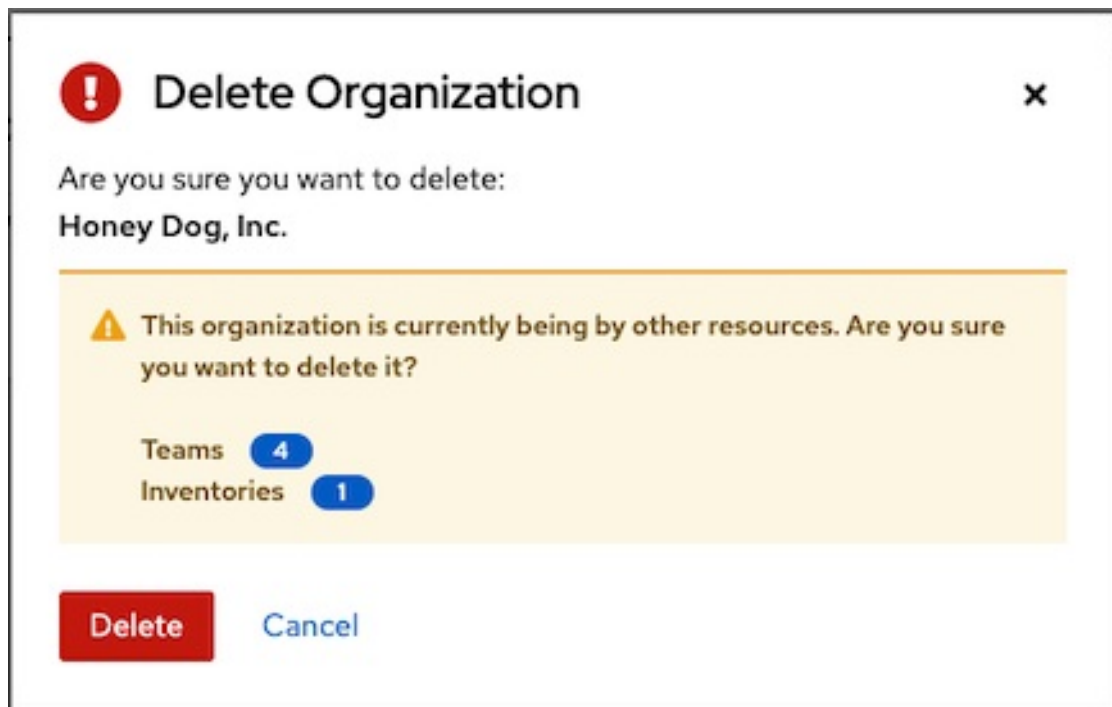 Delete Organization
Are you sure you want to delete:
Honey Dog, Inc.
This organization is currently being by other resources. Are you sure
you want to delete it?
Teams 4
Inventories 1
Delete Cancel